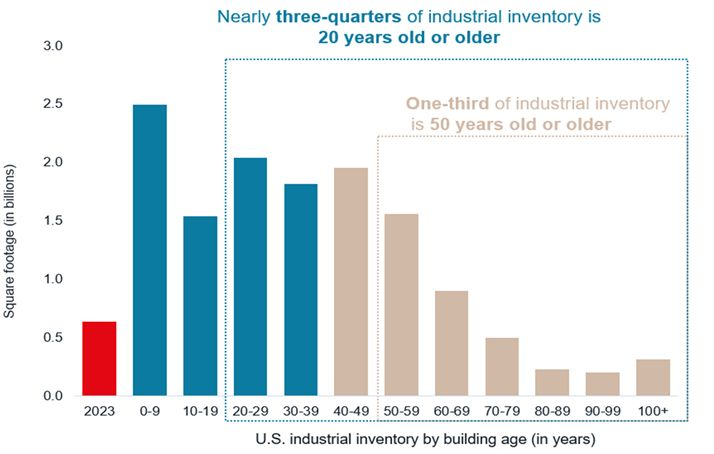 Nearly three-quarters of industrial inventory is
20 years old or older
One-third of industrial inventory
is 50 years old or older
Square footage (in billions)
3.0
2.5
2.0
1.5
1.0
0.5
0.0
2023 0-9 10-19 20-29 30-39 40-49 50-59 60-69 70-79 80-89 90-99 100+
U.S. industrial inventory by building age (in years)